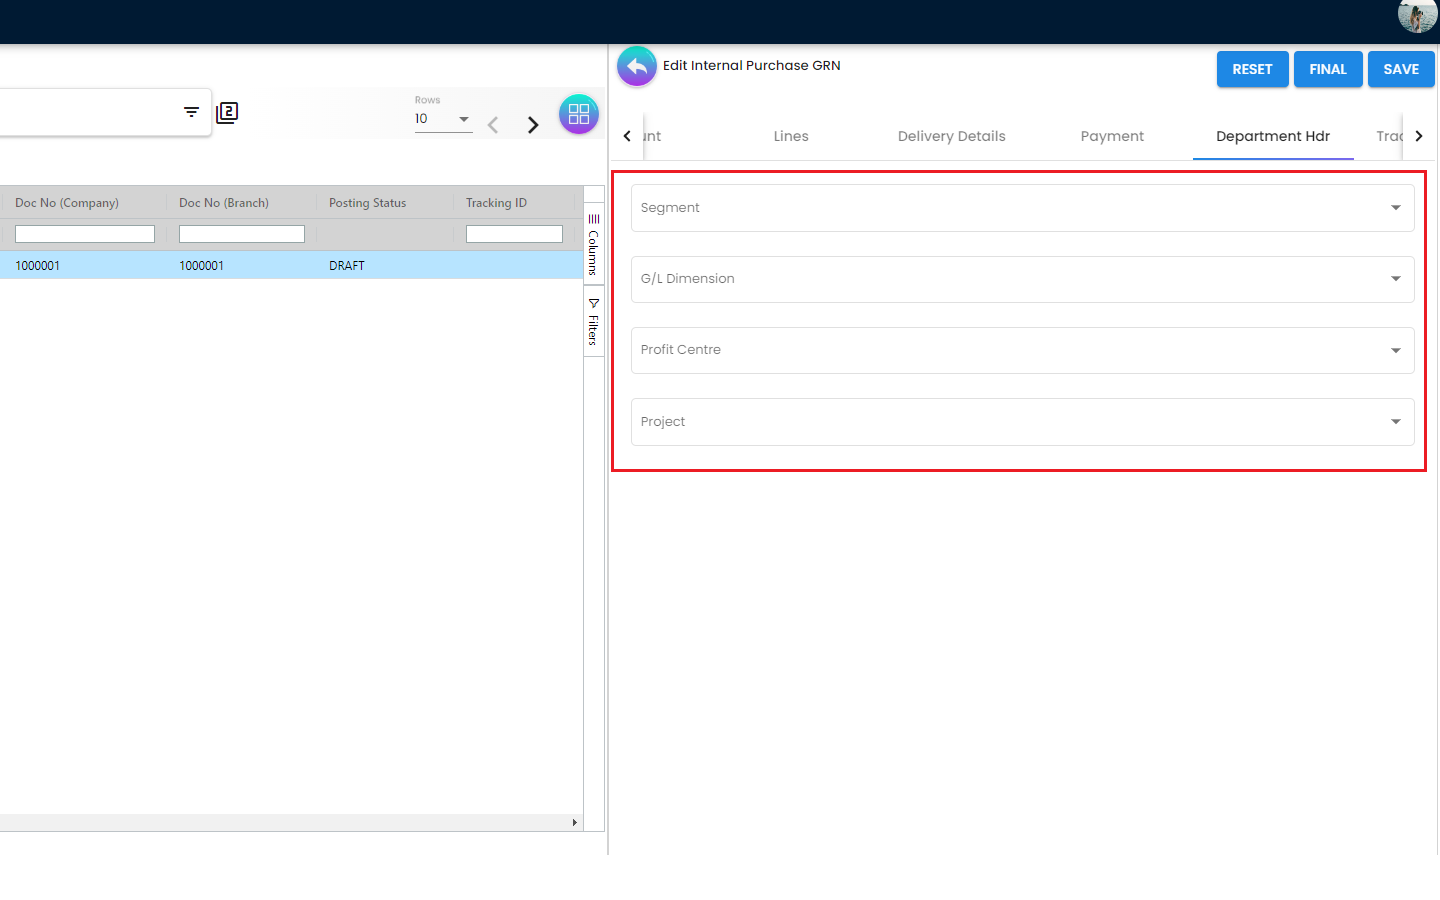 Edit Internal Purchase GRN
RESET
FINAL
SAVE
Rows
10
2
unt
Lines
Delivery Details
Payment
Department Hdr
Trac
Doc No (Company)
Doc No (Branch)
Posting Status
Tracking ID
1000001
1000001
DRAFT
Columns
Filters
Segment
G/L Dimension
Profit Centre
Project